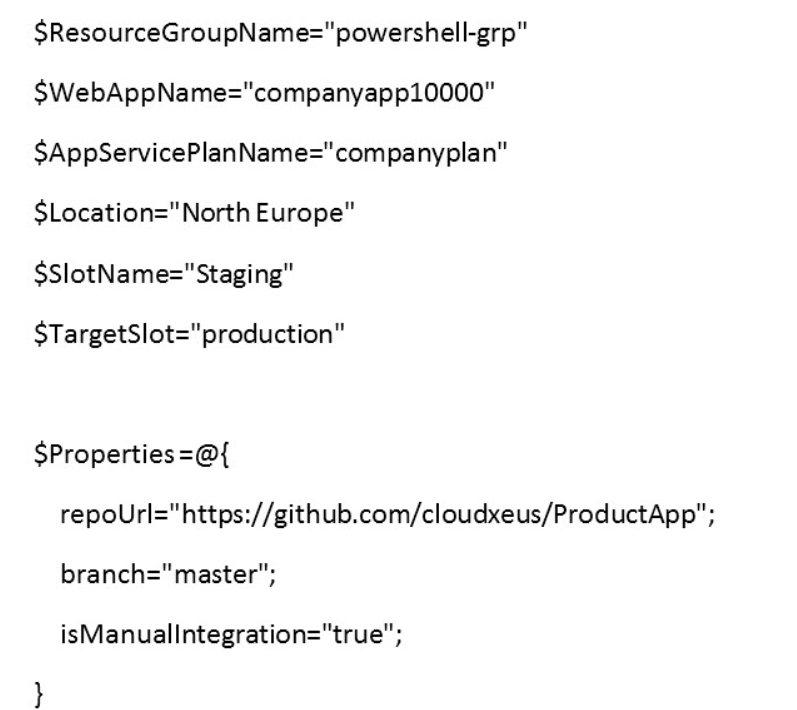 $ResourceGroupName="powershell-grp"
$WebAppName="companyapp10000"
$AppServicePlanName="companyplan"
$Location="North Europe"
$SlotName="Staging"
$TargetSlot="production"
$Properties =@{
repoUrl="https://github.com/cloudxeus/ProductApp";
branch="master";
isManualIntegration="true";
}